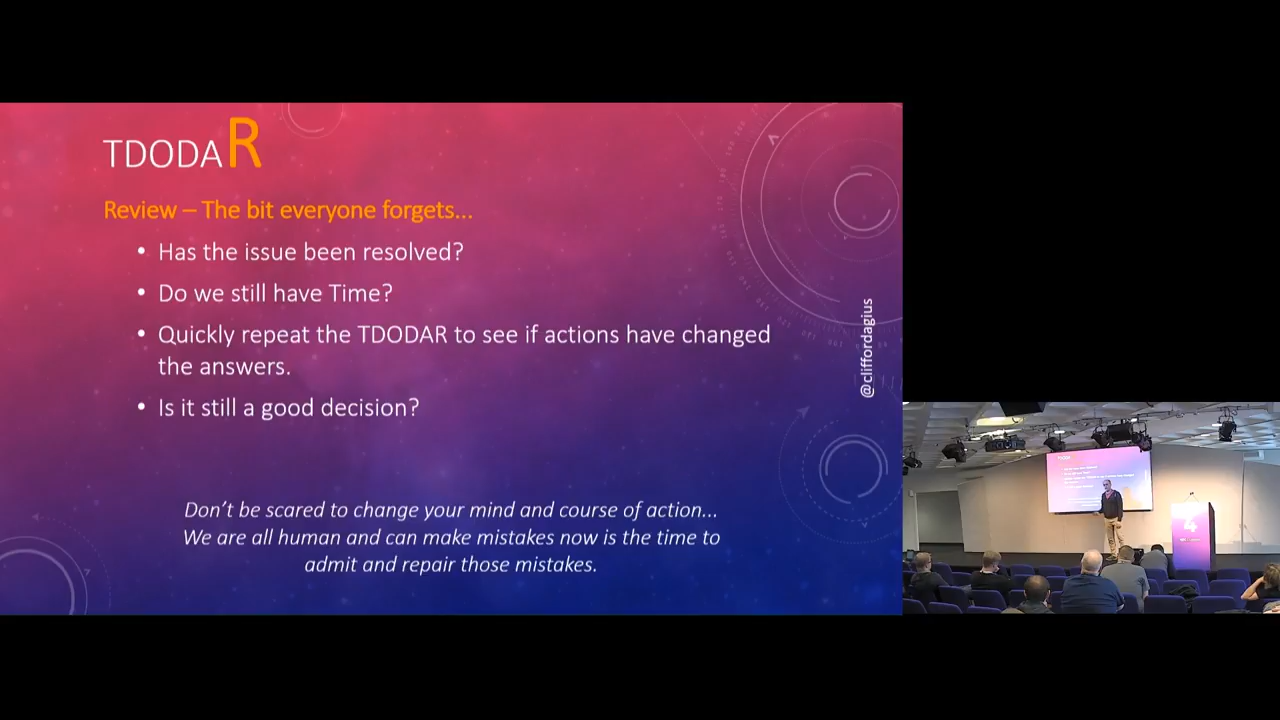 TDODAR
Review – The bit everyone forgets...
• Has the issue been resolved?
• Do we still have Time?
• Quickly repeat the TDODAR to see if actions have changed
the answers.
• Is it still a good decision?
Don't be scared to change your mind and course of action...
We are all human and can make mistakes now is the time to
admit and repair those mistakes.
@cliffordagius
4